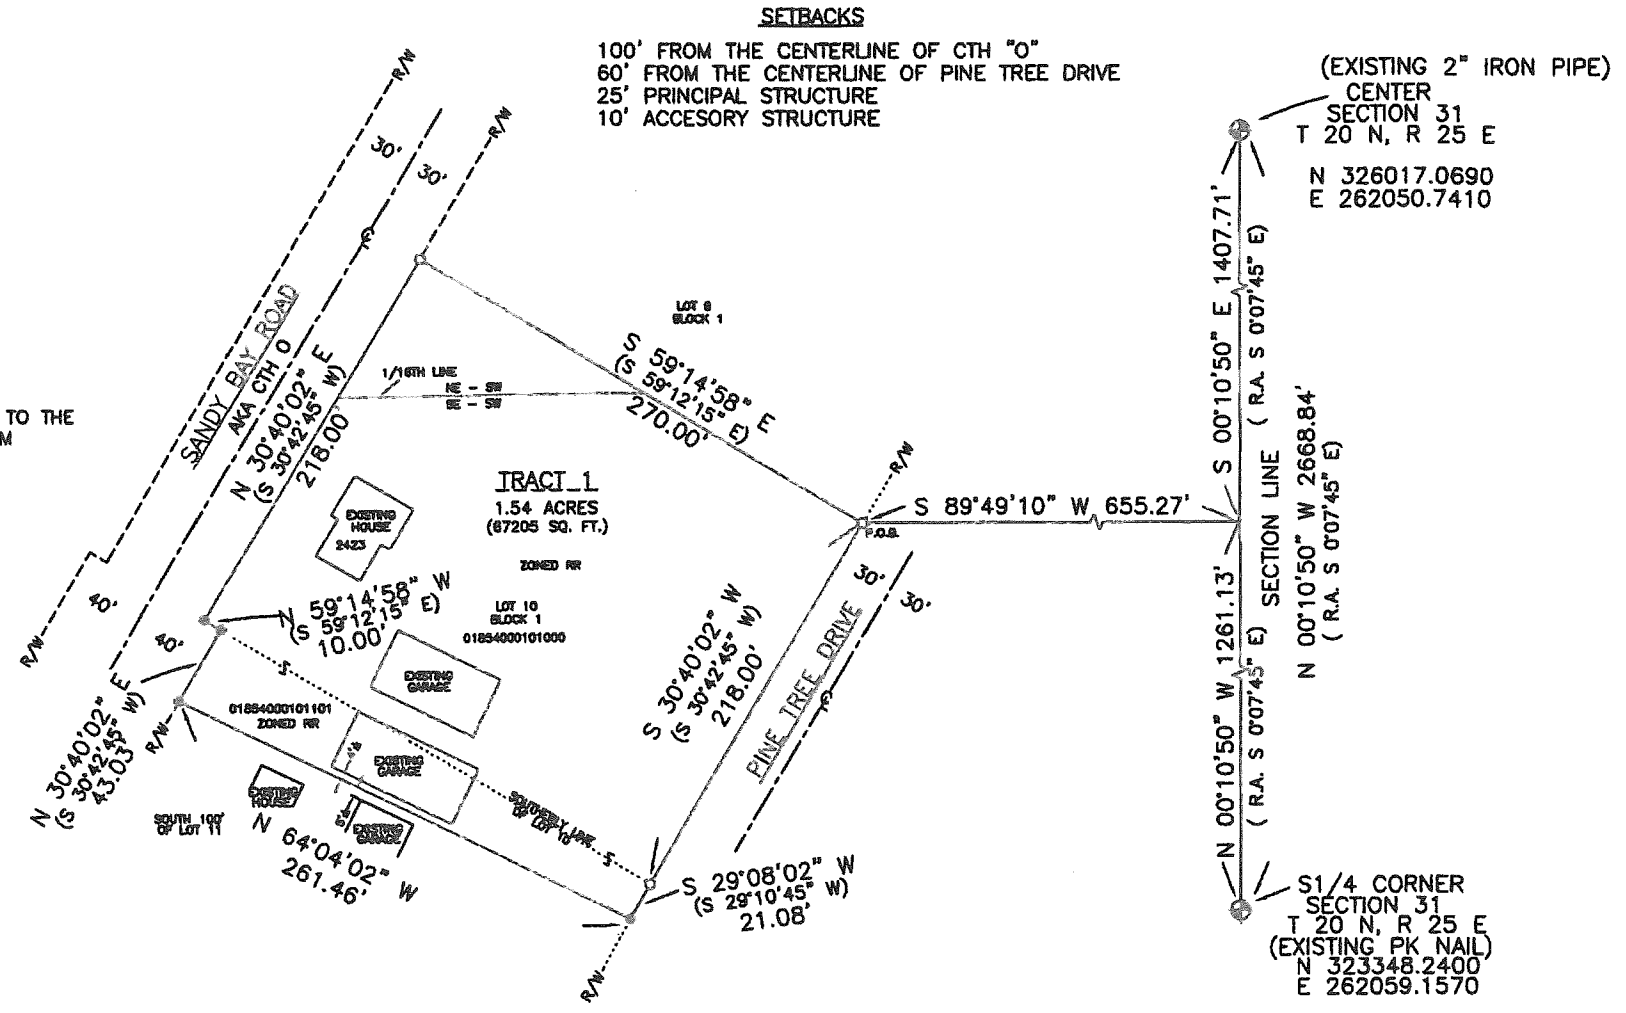 SETBACKS
100' FROM THE CENTERLINE OF CTH "O"
60' FROM THE CENTERLINE OF PINE TREE DRIVE
25' PRINCIPAL STRUCTURE
10' ACCESORY STRUCTURE
(EXISTING 2" IRON PIPE)
CENTER
SECTION 31
T 20 N, R 25 E
N 326017.0690
E 262050.7410
R/W
R/W
30'
30'
TO THE
M
SANDY BAY ROAD
AKA CTH O
N 30°40'02" E
(S 30°42'45" W)
218.00'
1/16TH LINE
NE - SW
SE - SW
LOT 9
BLOCK 1
S 59°14'58" E
(S 59°12'15" E)
270.00'
TRACT 1
1.54 ACRES
(67205 SQ. FT.)
ZONED RR
LOT 10
BLOCK 1
01854000101000
EXISTING
HOUSE
2423
R/W
S 89°49'10" W 655.27'
P.O.B.
30'
30'
S 00°10'50" E 1407.71'
( R.A. S 0°07'45" E)
SECTION LINE
N 00°10'50" W 2668.84'
( R.A. S 0°07'45" E)
N 00°10'50" W 1261.13'
( R.A. S 0°07'45" E)
40'
40'
R/W
N 59°14'58" W
(S 59°12'15" E)
10.00'
EXISTING
GARAGE
S 30°40'02" W
(S 30°42'45" W)
218.00'
PINE TREE DRIVE
01854000101101
ZONED RR
N 30°40'02" E
(S 30°42'45" W)
43.03'
R/W
EXISTING
GARAGE
EXISTING
HOUSE
SOUTH 100'
OF LOT 11
EXISTING
GARAGE
SOUTHERLY LINE
OF LOT 10
N 64°04'02" W
261.46'
S 29°08'02" W
(S 29°10'45" W)
21.08'
R/W
S1/4 CORNER
SECTION 31
T 20 N, R 25 E
(EXISTING PK NAIL)
N 323348.2400
E 262059.1570